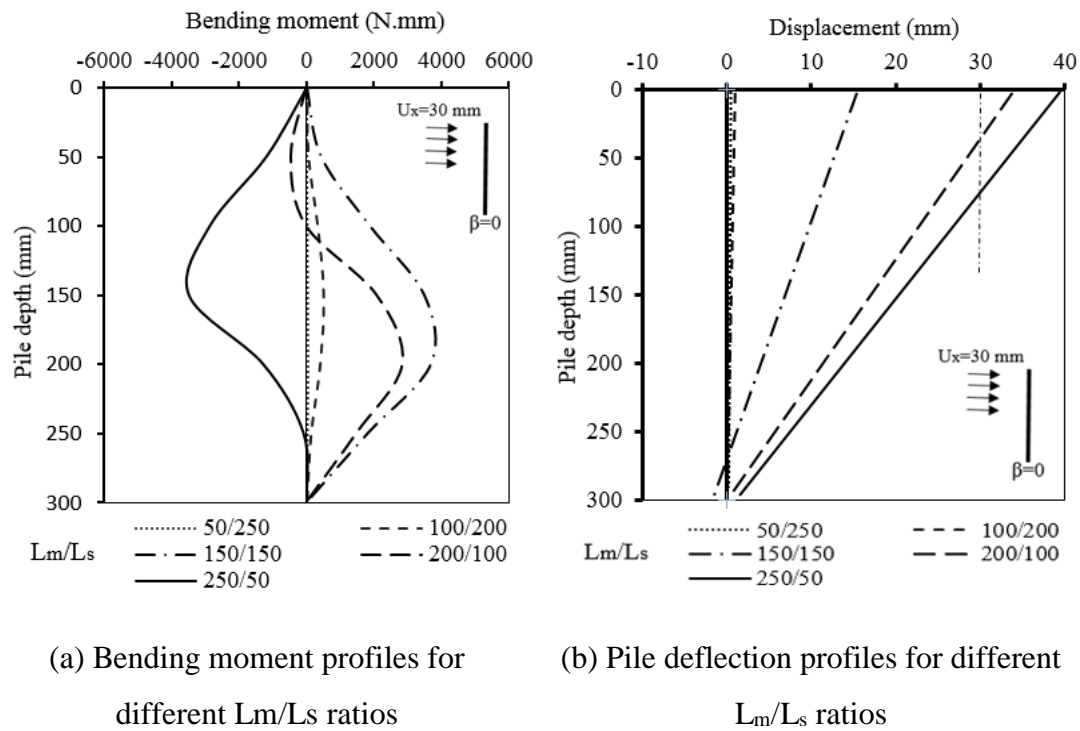 Bending moment (N.mm)
-6000 -4000 -2000 0 2000 4000 6000
0
50
100
150
200
250
300
Pile depth (mm)
Ux=30 mm
β=0
50/250
100/200
Lm/Ls
150/150
200/100
250/50
(a) Bending moment profiles for
different Lm/Ls ratios
Displacement (mm)
-10 0 10 20 30 40
0
50
100
150
200
250
300
Pile depth (mm)
Ux=30 mm
β=0
50/250
100/200
Lm/Ls
150/150
200/100
250/50
(b) Pile deflection profiles for different
Lm/Ls ratios